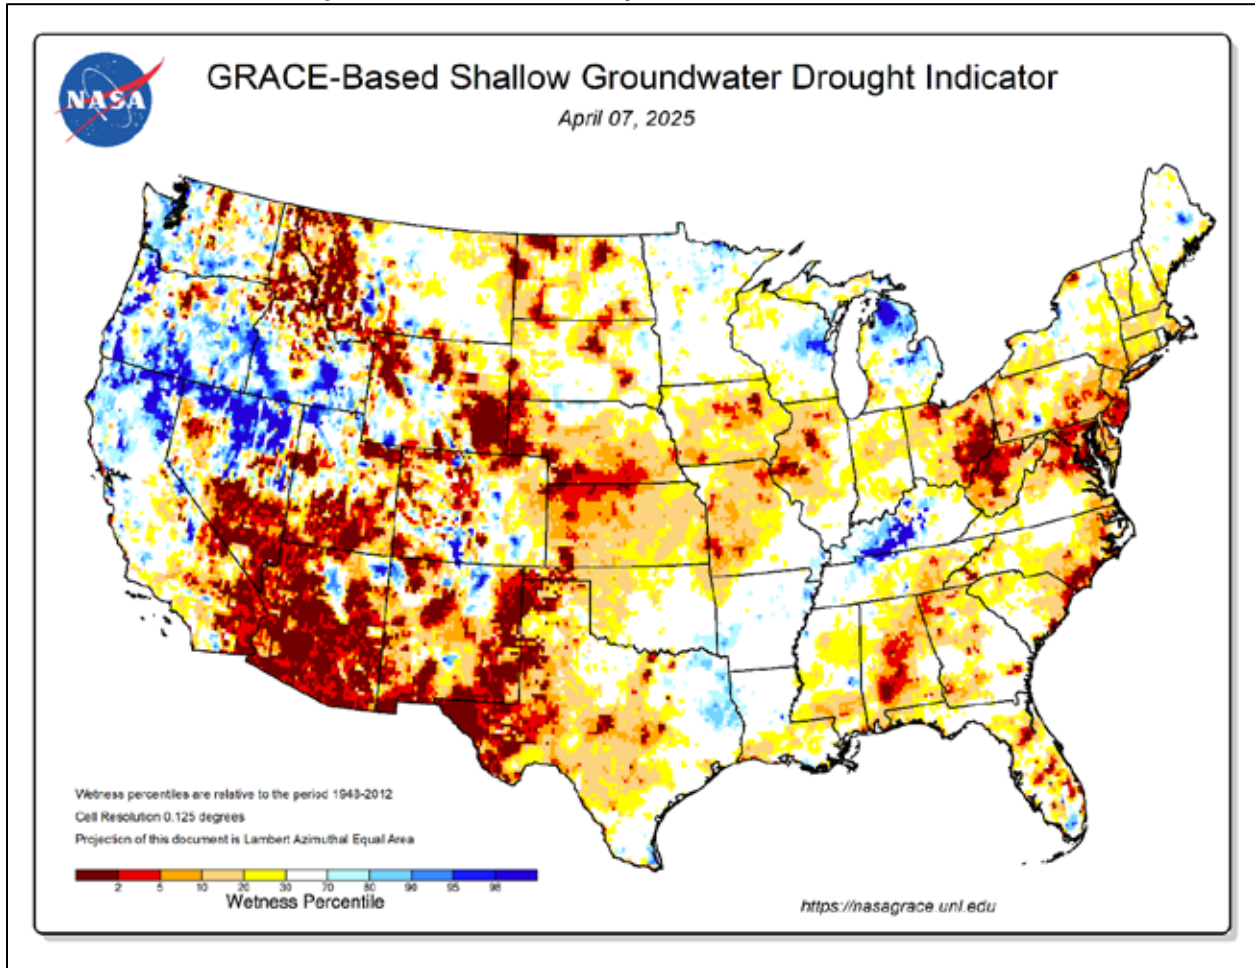 NASA
GRACE-Based Shallow Groundwater Drought Indicator
April 07, 2025
Wetness percentiles are relative to the period 1948-2012
Cell Resolution 0.125 degrees
Projection of this document is Lambert Azimuthal Equal Area
2 5 10 20 30 70 80 90 95 98
Wetness Percentile
https://nasagrace.unl.edu